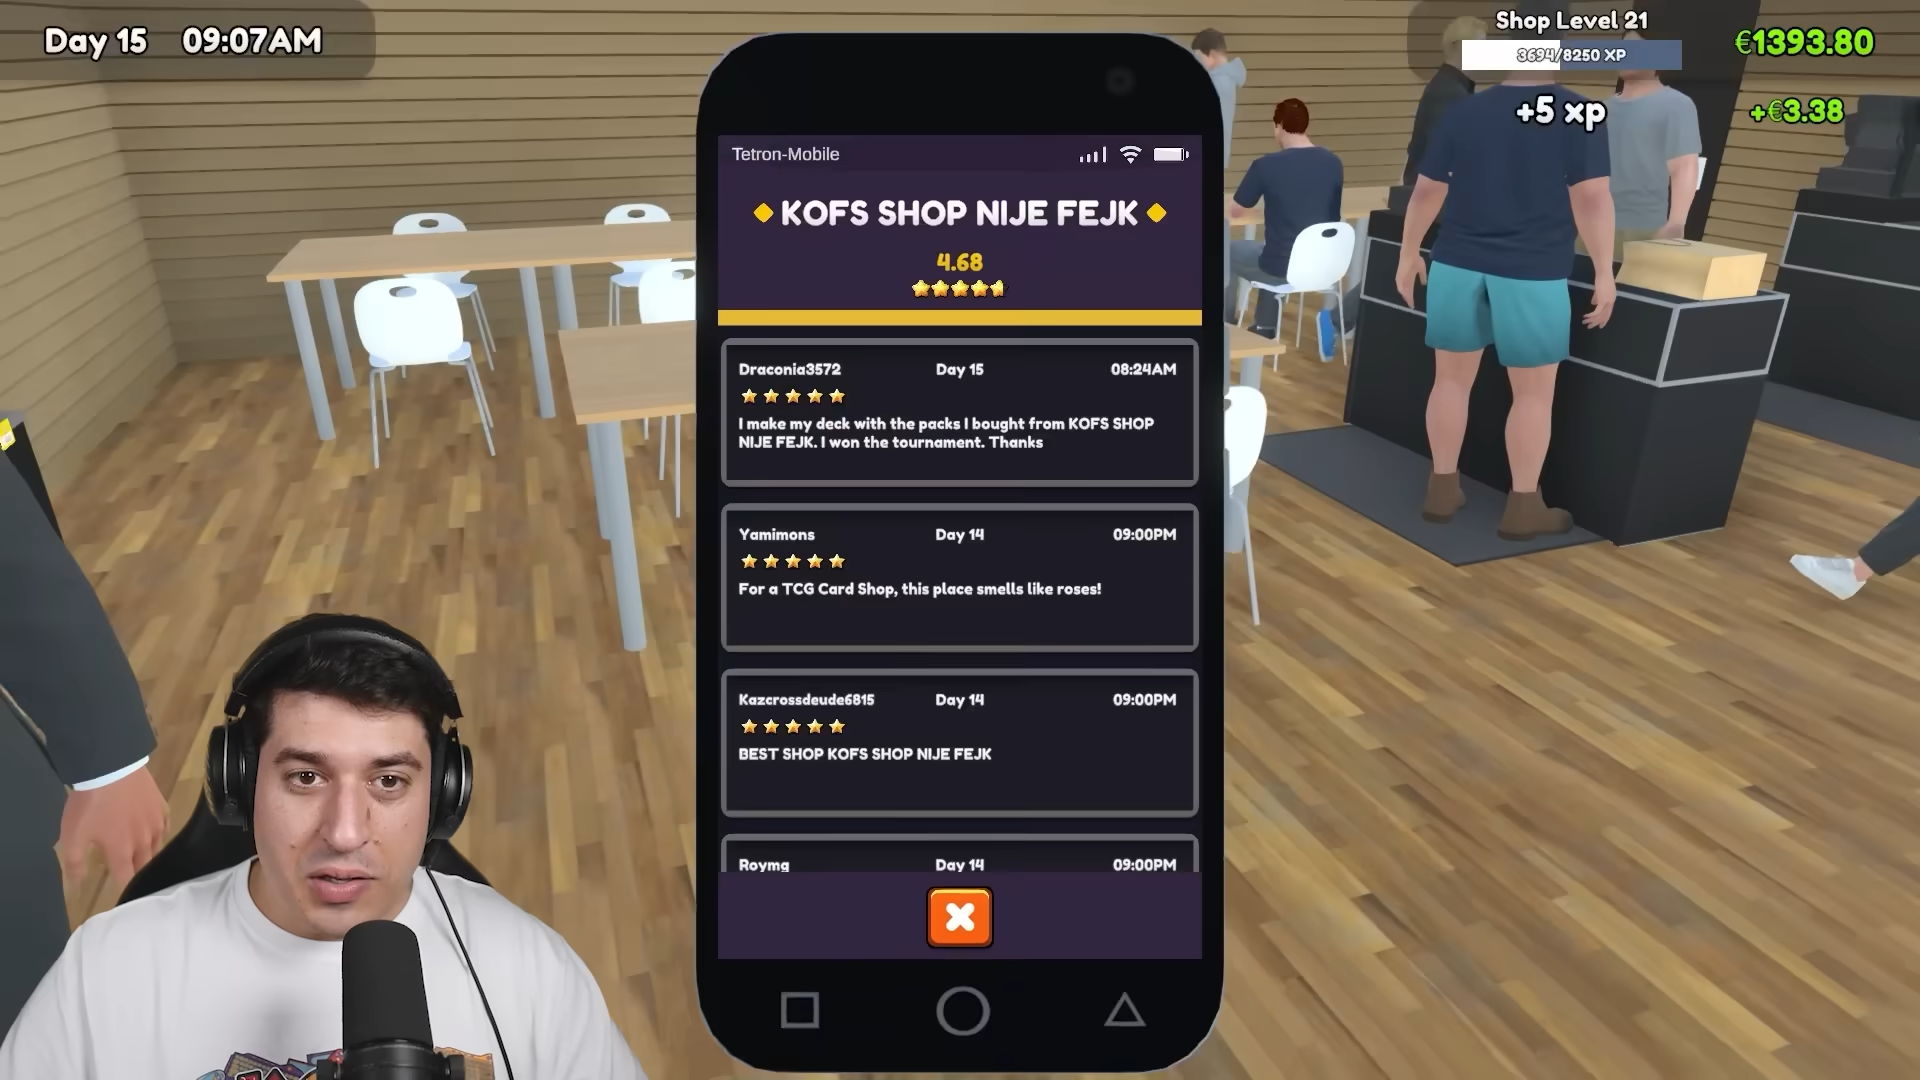 Day 15 09:07AM
Shop Level 21
3694/8250 XP
€1393.80
+5 xp
+€3.38
Tetron-Mobile
KOFS SHOP NIJE FEJK
4.68
Draconia3572 Day 15 08:24AM
I make my deck with the packs I bought from KOFS SHOP
NIJE FEJK. I won the tournament. Thanks
Yamimons Day 14 09:00PM
For a TCG Card Shop, this place smells like roses!
Kazcrossdeude6815 Day 14 09:00PM
BEST SHOP KOFS SHOP NIJE FEJK
Roymg Day 14 09:00PM